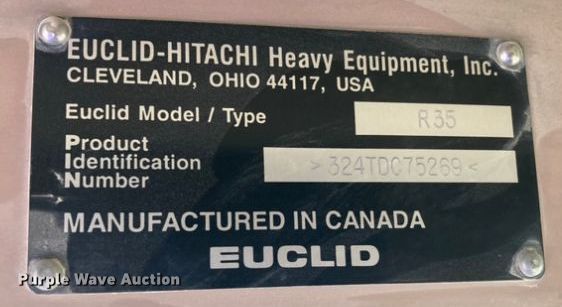 EUCLID-HITACHI Heavy Equipment, Inc.
CLEVELAND, OHIO 44117, USA
Euclid Model / Type R35
Product
Identification >324TDC75269<
Number
MANUFACTURED IN CANADA
EUCLID
Purple Wave Auction